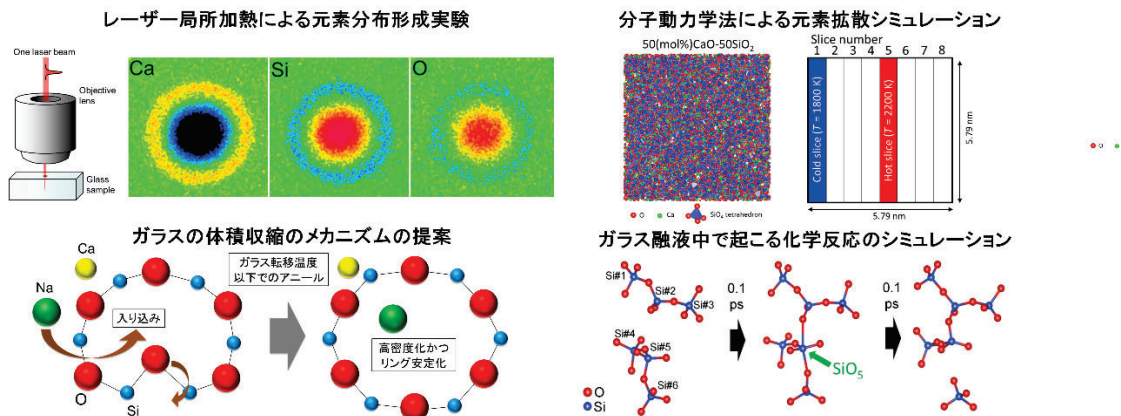 レーザー局所加熱による元素分布形成実験
One laser beam
Objective
lens
Glass
sample
Ca
Si
O
分子動力学法による元素拡散シミュレーション
50(mol%)CaO-50SiO₂
O
Ca
SiO₄ tetrahedron
Slice number
1 2 3 4 5 6 7 8
Cold slice (T = 1800 K)
Hot slice (T = 2200 K)
5.79 nm
5.79 nm
O
ガラスの体積収縮のメカニズムの提案
Ca
Na
入り込み
O
Si
ガラス転移温度
以下でのアニール
高密度化かつ
リング安定化
ガラス融液中で起こる化学反応のシミュレーション
Si#1
Si#2
Si#3
Si#4
Si#5
Si#6
0.1
ps
SiO₅
0.1
ps
O
Si